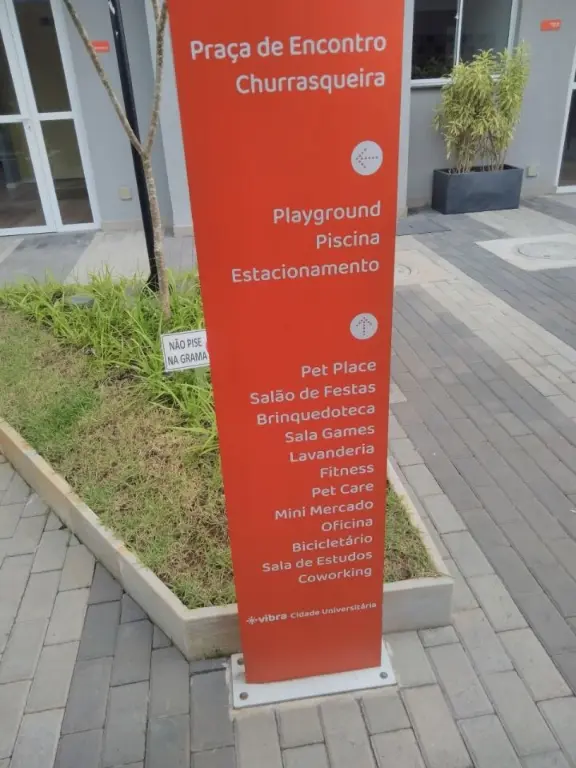 Praça de Encontro
Churrasqueira
Playground
Piscina
Estacionamento
NÃO PISE
NA GRAMA
Pet Place
Salão de Festas
Brinquedoteca
Sala Games
Lavanderia
Fitness
Pet Care
Mini Mercado
Oficina
Bicicletário
Sala de Estudos
Coworking
vibra Cidade Universitária